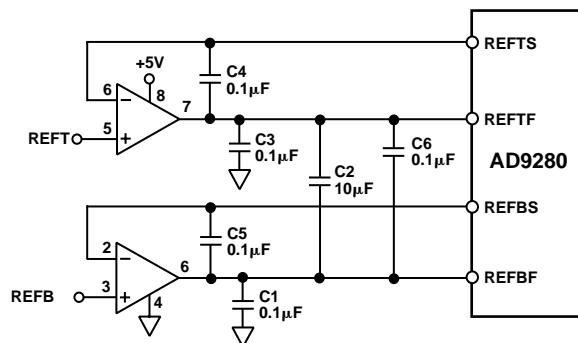 REFTS
+5V
C4
0.1µF
6
8
7
REFTF
5
REFT
C3
0.1µF
C6
0.1µF
AD9280
C2
10µF
REFBS
C5
0.1µF
2
6
REFBF
3
REFB
4
C1
0.1µF